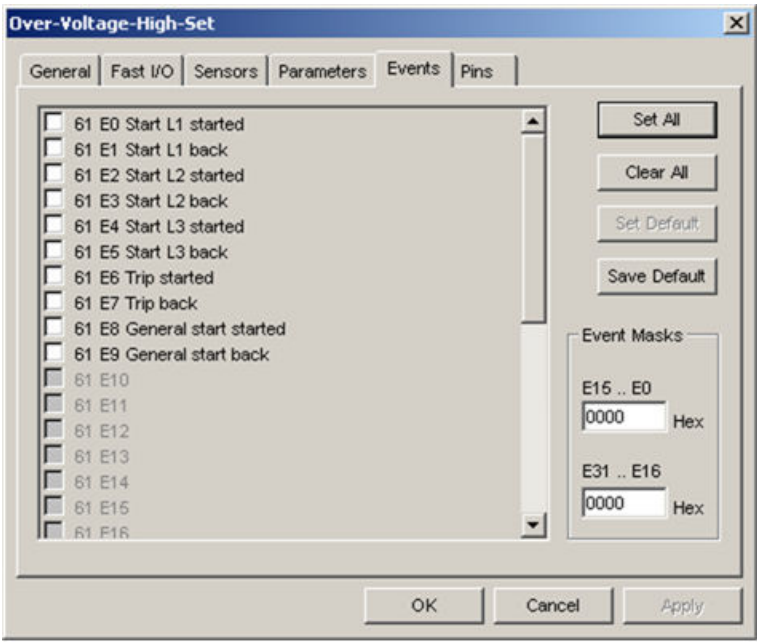 Over-Voltage-High-Set
General Fast I/O Sensors Parameters Events Pins
61 E0 Start L1 started
61 E1 Start L1 back
61 E2 Start L2 started
61 E3 Start L2 back
61 E4 Start L3 started
61 E5 Start L3 back
61 E6 Trip started
61 E7 Trip back
61 E8 General start started
61 E9 General start back
61 E10
61 E11
61 E12
61 E13
61 E14
61 E15
61 E16
Set All
Clear All
Set Default
Save Default
Event Masks
E15 .. E0
0000 Hex
E31 .. E16
0000 Hex
OK Cancel Apply